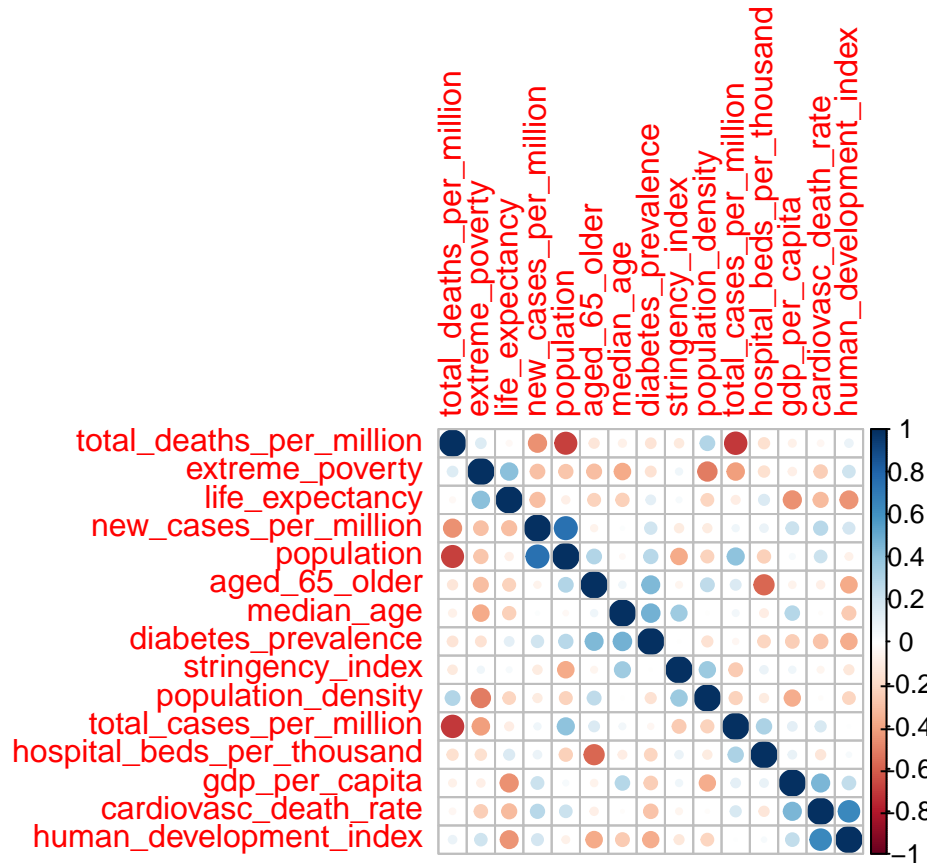 total_deaths_per_million
extreme_poverty
life_expectancy
new_cases_per_million
population
aged_65_older
median_age
diabetes_prevalence
stringency_index
population_density
total_cases_per_million
hospital_beds_per_thousand
gdp_per_capita
cardiovasc_death_rate
human_development_index
total_deaths_per_million
extreme_poverty
life_expectancy
new_cases_per_million
population
aged_65_older
median_age
diabetes_prevalence
stringency_index
population_density
total_cases_per_million
hospital_beds_per_thousand
gdp_per_capita
cardiovasc_death_rate
human_development_index
1
0.8
0.6
0.4
0.2
0
−0.2
−0.4
−0.6
−0.8
−1